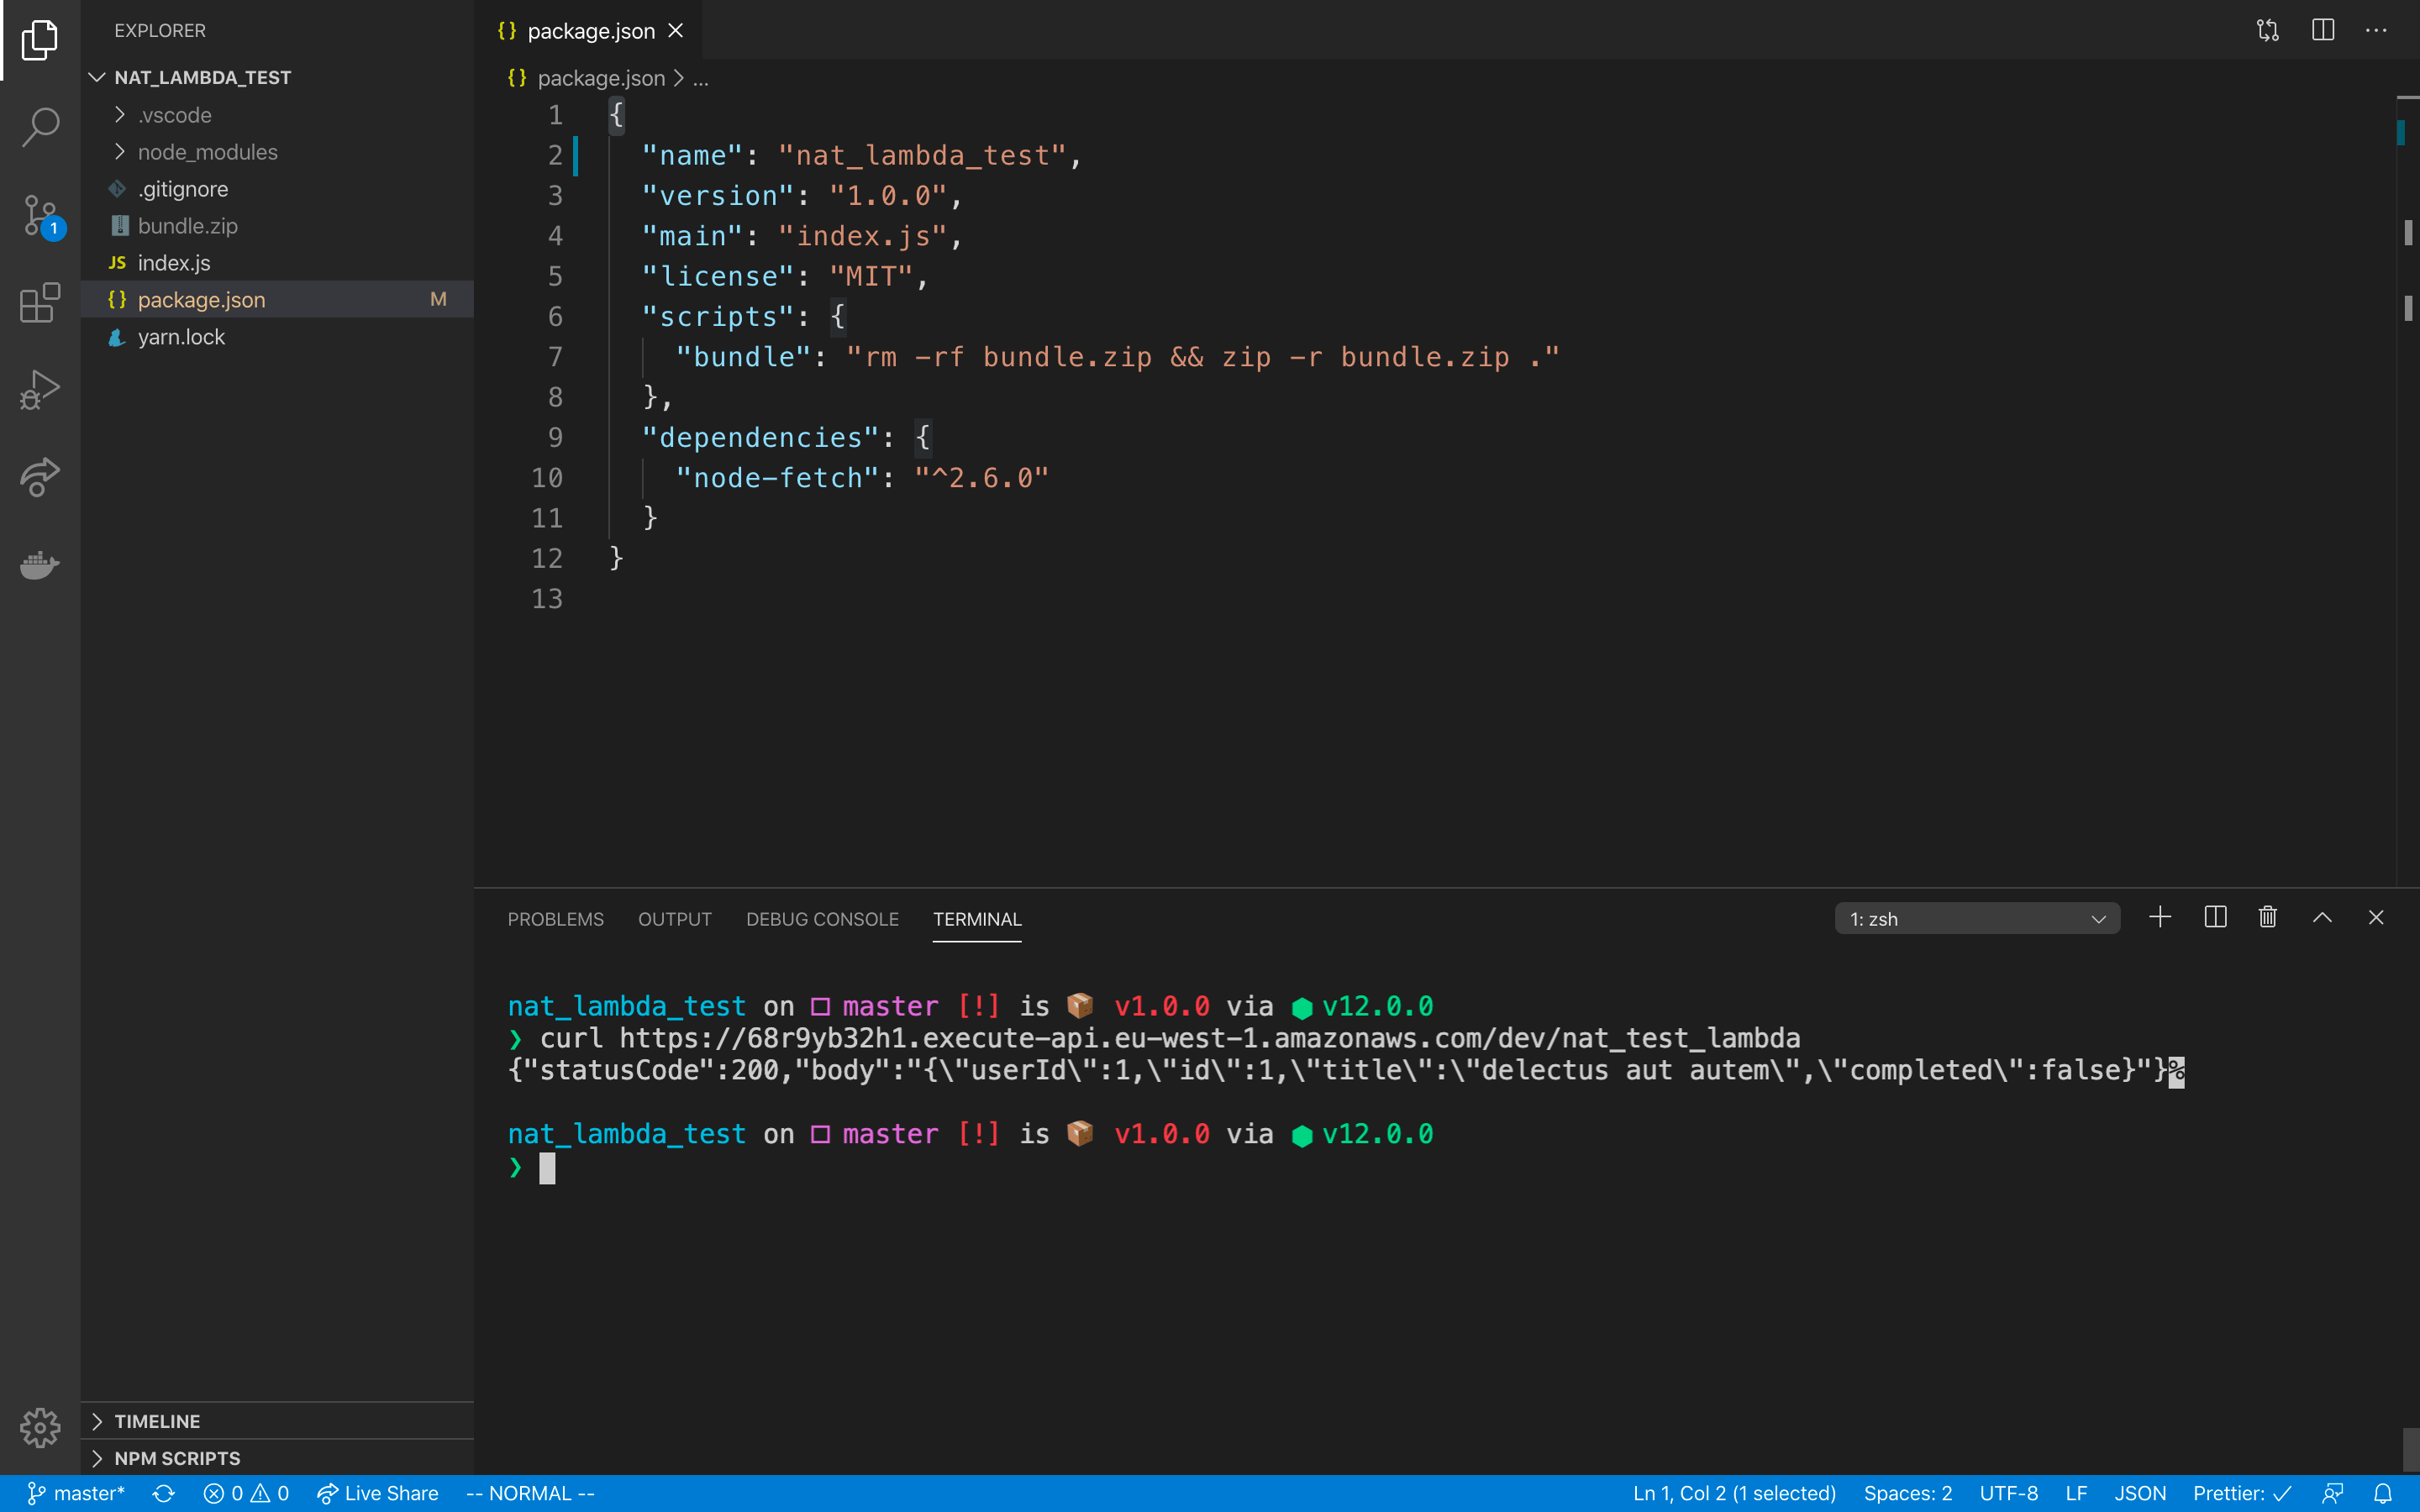 EXPLORER
NAT_LAMBDA_TEST
.vscode
node_modules
.gitignore
bundle.zip
JS index.js
{} package.json M
yarn.lock
1
{} package.json
{} package.json > ...
1 {
2 "name": "nat_lambda_test",
3 "version": "1.0.0",
4 "main": "index.js",
5 "license": "MIT",
6 "scripts": {
7 "bundle": "rm -rf bundle.zip && zip -r bundle.zip ."
8 },
9 "dependencies": {
10 "node-fetch": "^2.6.0"
11 }
12 }
13
PROBLEMS OUTPUT DEBUG CONSOLE TERMINAL 1: zsh
nat_lambda_test on □ master [!] is 📦 v1.0.0 via ⬢ v12.0.0
❯ curl https://68r9yb32h1.execute-api.eu-west-1.amazonaws.com/dev/nat_test_lambda
{"statusCode":200,"body":"{\"userId\":1,\"id\":1,\"title\":\"delectus aut autem\",\"completed\":false}"}%
nat_lambda_test on □ master [!] is 📦 v1.0.0 via ⬢ v12.0.0
❯
TIMELINE
NPM SCRIPTS
master* 0 0 Live Share -- NORMAL -- Ln 1, Col 2 (1 selected) Spaces: 2 UTF-8 LF JSON Prettier: ✓